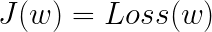 J(w) = Loss(w)